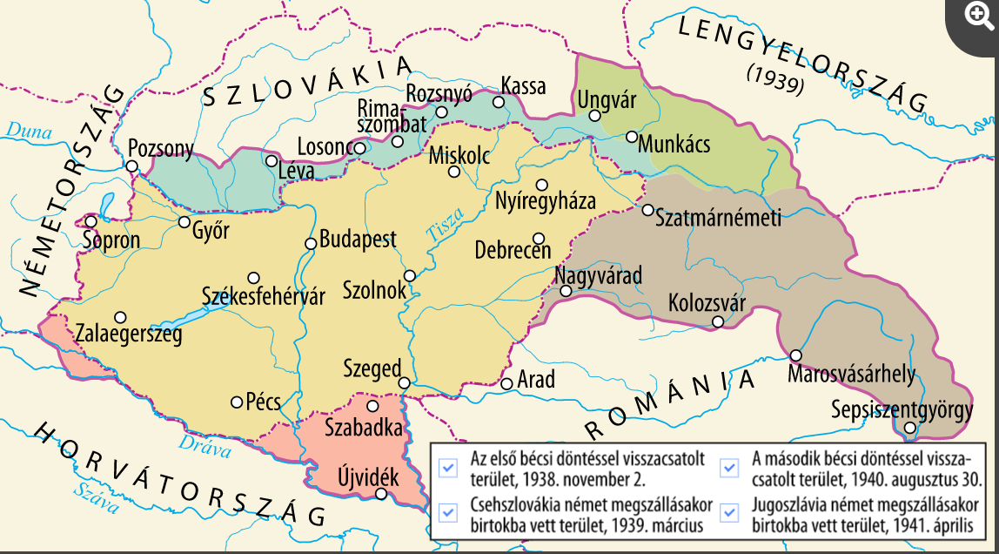 LENGYELORSZÁG
(1939)
SZLOVÁKIA
Kassa
Rozsnyó
Rima-
szombat
Ungvár
NÉMETORSZÁG
Duna
Pozsony
Losonc
Munkács
Léva
Miskolc
Nyíregyháza
Szatmárnémeti
Sopron
Győr
Budapest
Tisza
Debrecen
Székesfehérvár
Szolnok
Nagyvárad
Kolozsvár
Zalaegerszeg
Szeged
Arad
Marosvásárhely
ROMÁNIA
Pécs
Szabadka
Sepsiszentgyörgy
Dráva
HORVÁTORSZÁG
Újvidék
Száva
Az első bécsi döntéssel visszacsatolt
terület, 1938. november 2.
Csehszlovákia német megszállásakor
birtokba vett terület, 1939. március
A második bécsi döntéssel vissza-
csatolt terület, 1940. augusztus 30.
Jugoszlávia német megszállásakor
birtokba vett terület, 1941. április